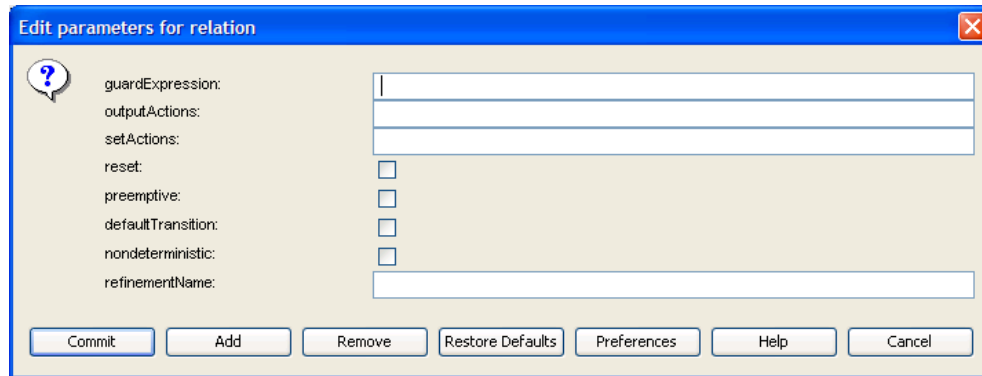 Edit parameters for relation
guardExpression:
outputActions:
setActions:
reset:
preemptive:
defaultTransition:
nondeterministic:
refinementName:
Commit Add Remove Restore Defaults Preferences Help Cancel